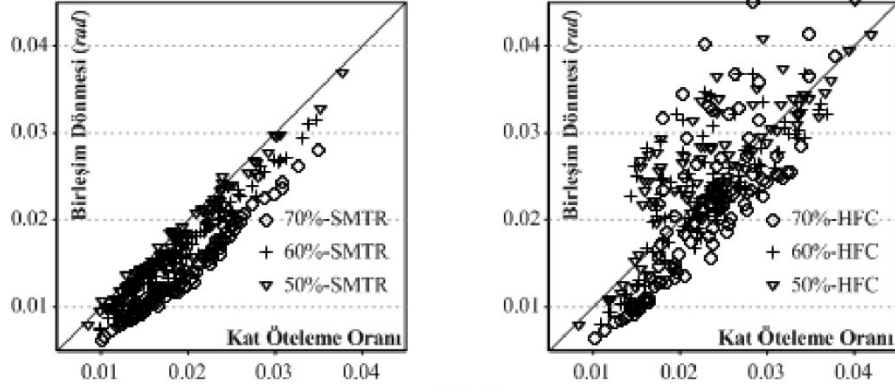 0.04
0.03
0.02
0.01
Birleşim Dönmesi (rad)
70%-SMTR
60%-SMTR
50%-SMTR
Kat Öteleme Oranı
0.01 0.02 0.03 0.04
0.04
0.03
0.02
0.01
Birleşim Dönmesi (rad)
70%-HFC
60%-HFC
50%-HFC
Kat Öteleme Oranı
0.01 0.02 0.03 0.04